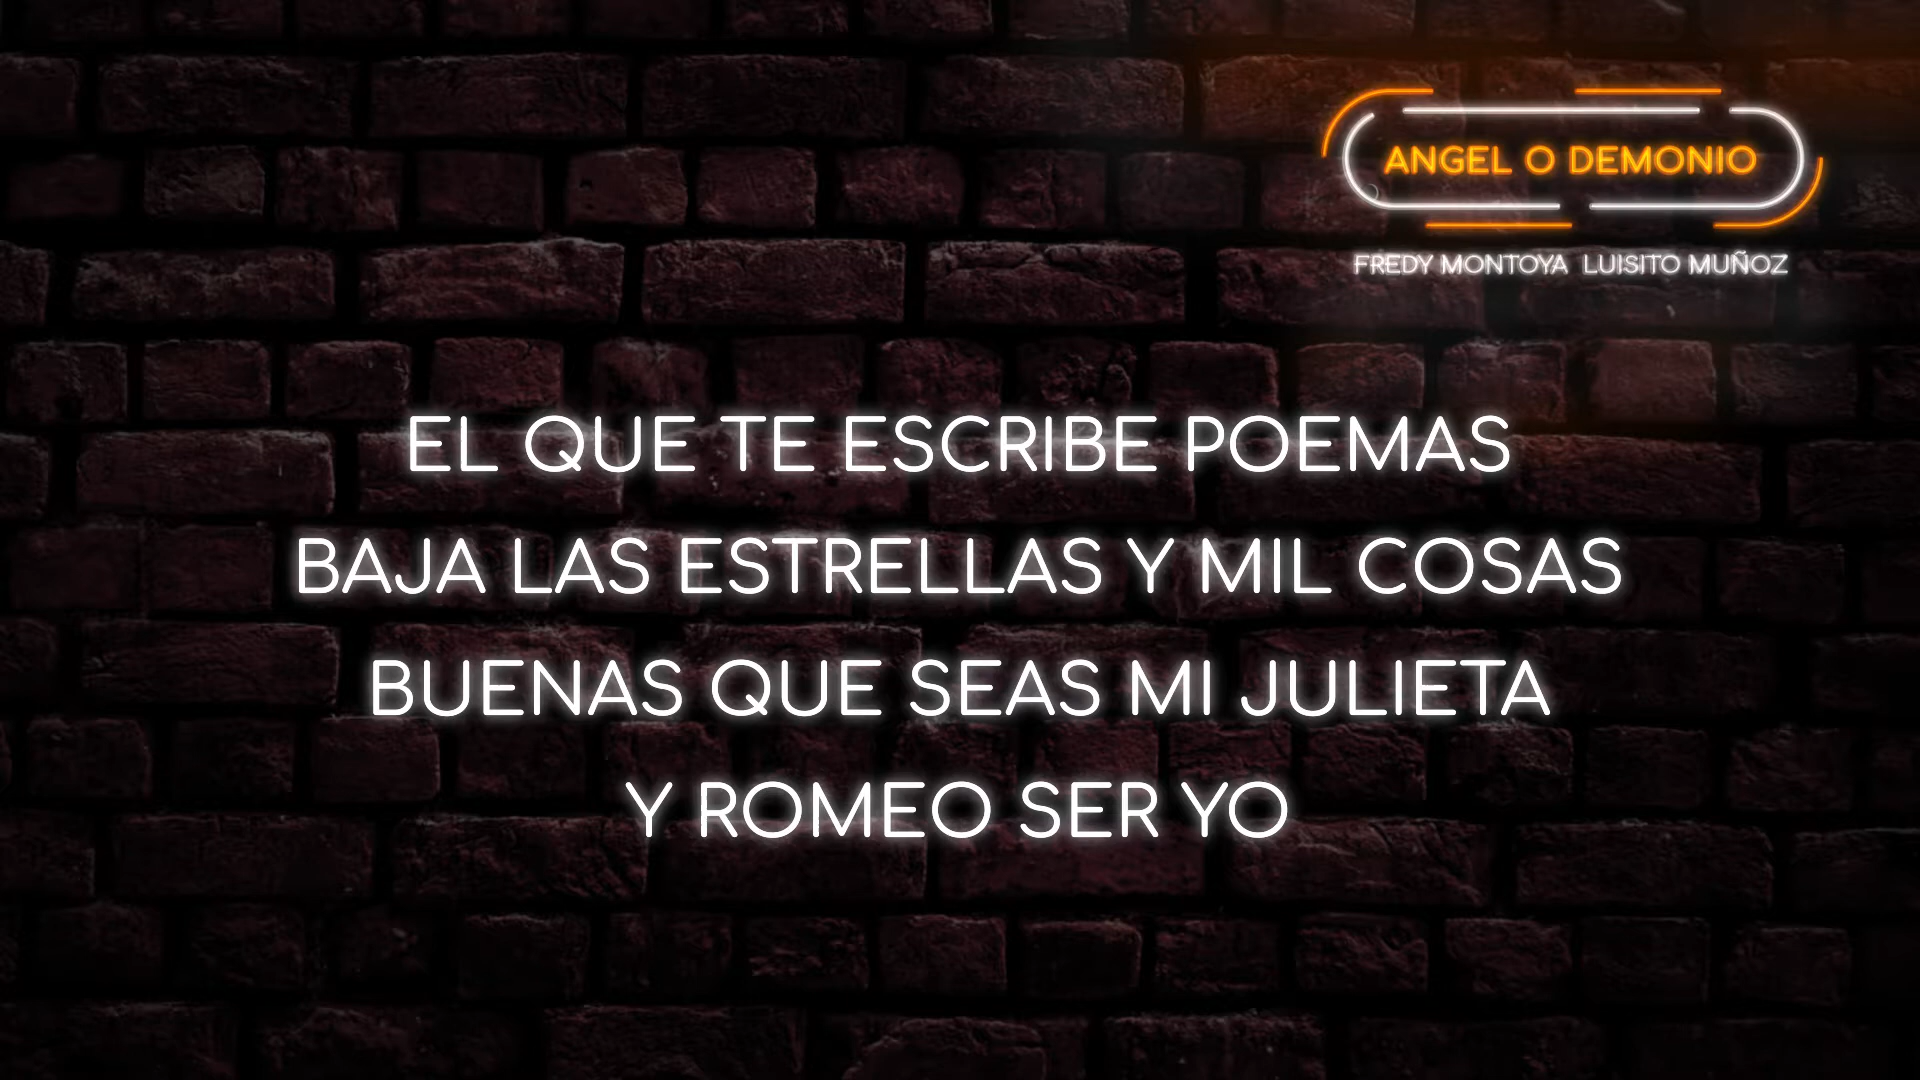 ANGEL O DEMONIO
FREDY MONTOYA LUISITO MUÑOZ
EL QUE TE ESCRIBE POEMAS
BAJA LAS ESTRELLAS Y MIL COSAS
BUENAS QUE SEAS MI JULIETA
Y ROMEO SER YO